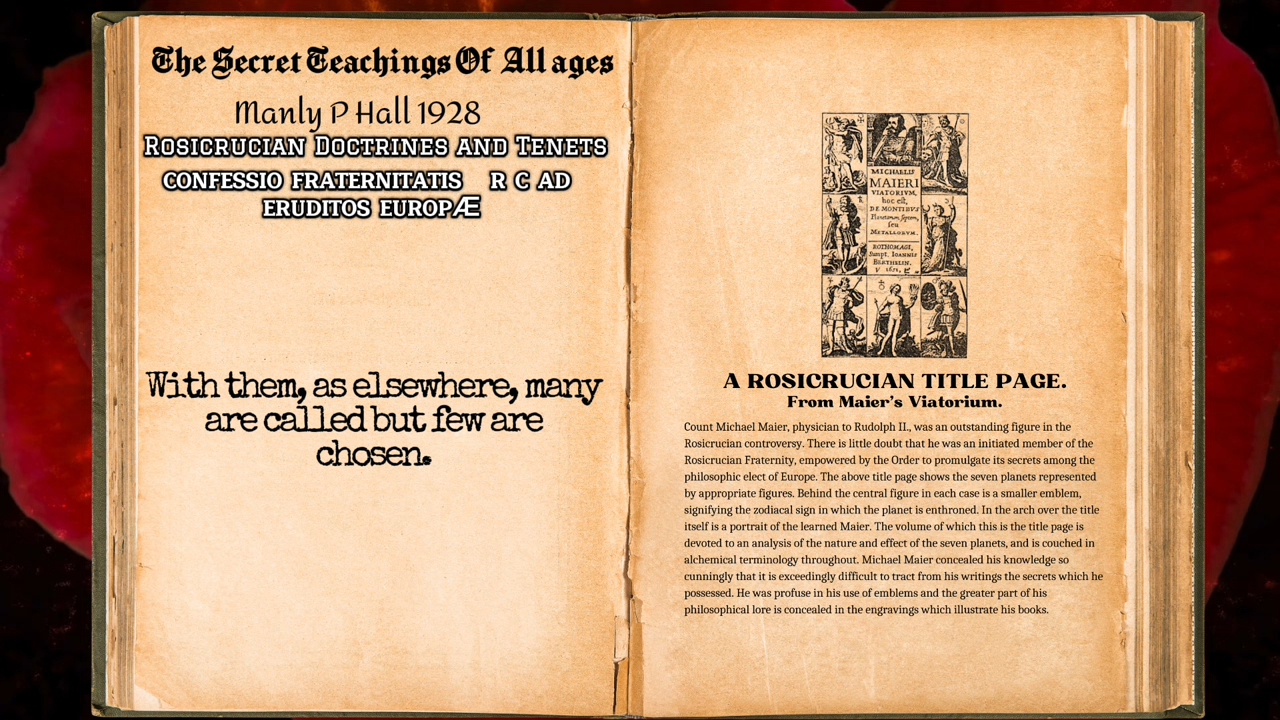 The Secret Teachings Of All ages
Manly P Hall 1928
Rosicrucian Doctrines and Tenets
CONFESSIO FRATERNITATIS R C AD
ERUDITOS EUROPÆ
With them, as elsewhere, many
are called but few are
chosen.
MICHAELIS
MAIERI
VIATORIVM,
hoc est,
DE MONTIBVS
Planetarum septem,
seu
METALLORVM.
ROTHOMAGI,
Sumpt. IOANNIS
BERTHELIN,
A ROSICRUCIAN TITLE PAGE.
From Maier's Viatorium.
Count Michael Maier, physician to Rudolph II., was an outstanding figure in the
Rosicrucian controversy. There is little doubt that he was an initiated member of the
Rosicrucian Fraternity, empowered by the Order to promulgate its secrets among the
philosophic elect of Europe. The above title page shows the seven planets represented
by appropriate figures. Behind the central figure in each case is a smaller emblem,
signifying the zodiacal sign in which the planet is enthroned. In the arch over the title
itself is a portrait of the learned Maier. The volume of which this is the title page is
devoted to an analysis of the nature and effect of the seven planets, and is couched in
alchemical terminology throughout. Michael Maier concealed his knowledge so
cunningly that it is exceedingly difficult to tract from his writings the secrets which he
possessed. He was profuse in his use of emblems and the greater part of his
philosophical lore is concealed in the engravings which illustrate his books.